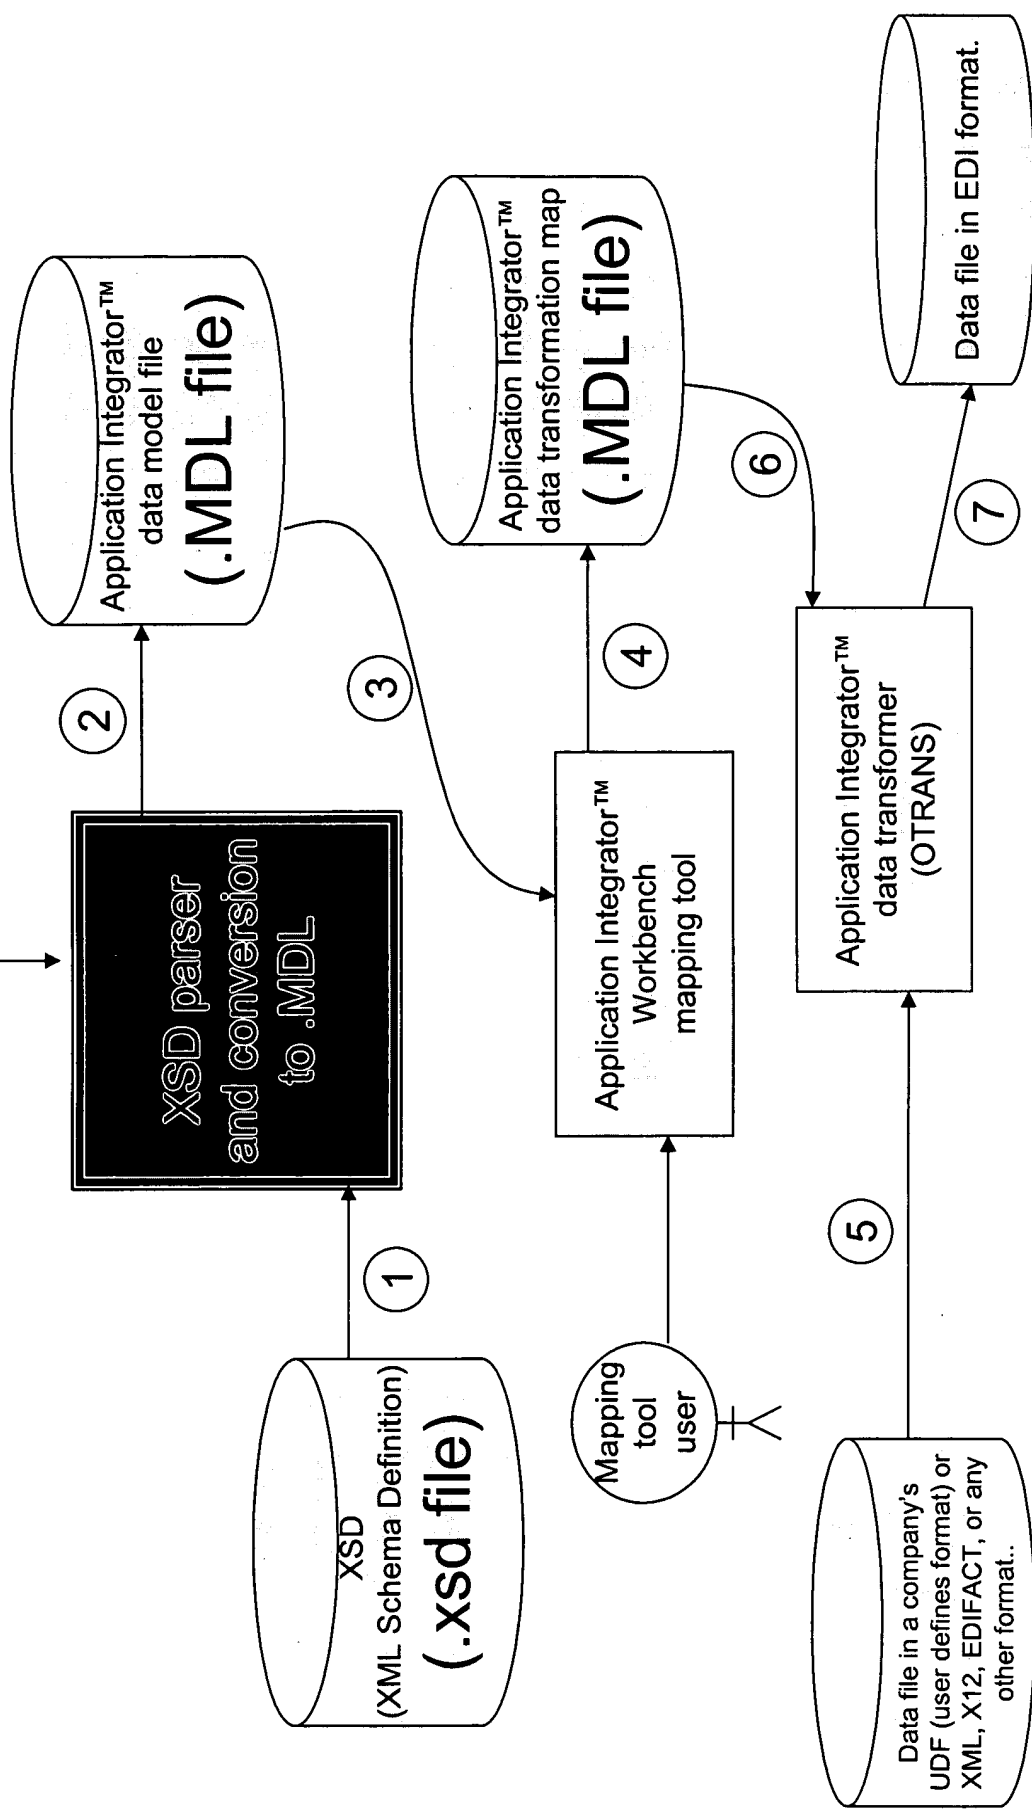 XSD
(XML Schema Definition)
(.xsd file)
1
XSD parser
and conversion
to .MDL
2
Application Integrator™
data model file
(.MDL file)
3
Mapping
tool
user
Application Integrator™
Workbench
mapping tool
4
Application Integrator™
data transformation map
(.MDL file)
Data file in a company's
UDF (user defines format) or
XML, X12, EDIFACT, or any
other format..
5
Application Integrator™
data transformer
(OTRANS)
6
7
Data file in EDI format.